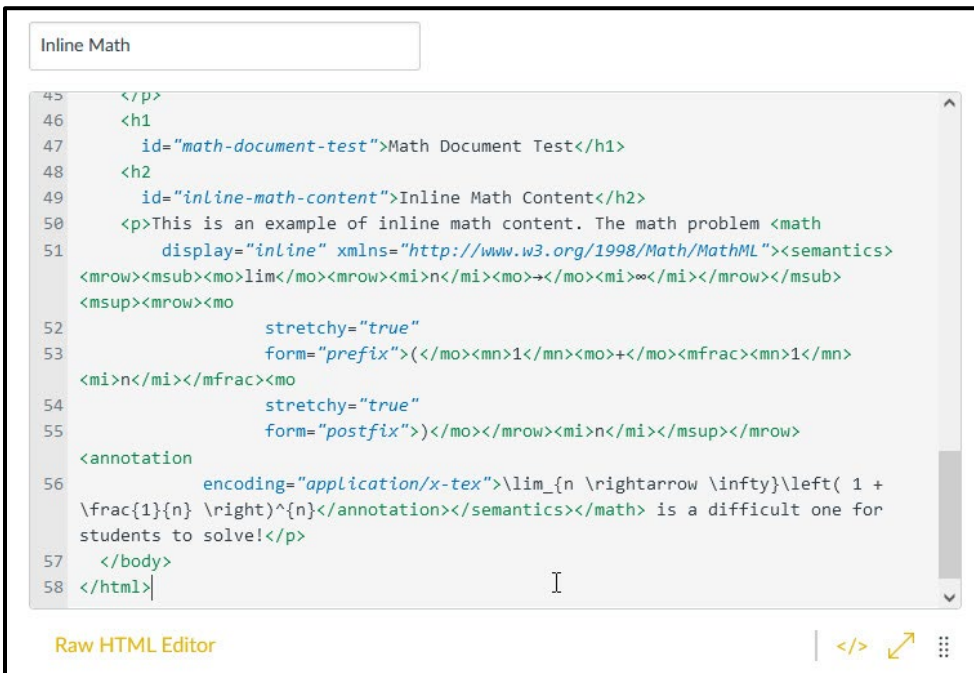 Inline Math
45 </p>
46 <h1
47 id="math-document-test">Math Document Test</h1>
48 <h2
49 id="inline-math-content">Inline Math Content</h2>
50 <p>This is an example of inline math content. The math problem <math
51 display="inline" xmlns="http://www.w3.org/1998/Math/MathML"><semantics>
<mrow><msub><mo>lim</mo><mrow><mi>n</mi><mo>→</mo><mi>∞</mi></mrow></msub>
<msup><mrow><mo
52 stretchy="true"
53 form="prefix">(</mo><mn>1</mn><mo>+</mo><mfrac><mn>1</mn>
<mi>n</mi></mfrac><mo
54 stretchy="true"
55 form="postfix">)</mo></mrow><mi>n</mi></msup></mrow>
<annotation
56 encoding="application/x-tex">\lim_{n \rightarrow \infty}\left( 1 +
\frac{1}{n} \right)^{n}</annotation></semantics></math> is a difficult one for
students to solve!</p>
57 </body>
58 </html>
Raw HTML Editor </>